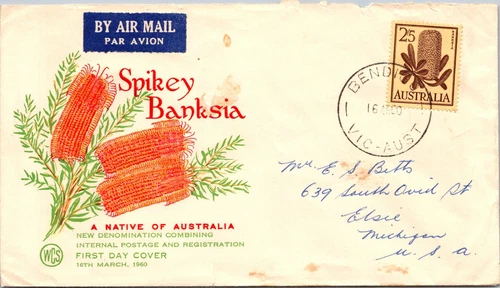 BY AIR MAIL
PAR AVION
Spikey
Banksia
A NATIVE OF AUSTRALIA
NEW DENOMINATION COMBINING
INTERNAL POSTAGE AND REGISTRATION
FIRST DAY COVER
16TH MARCH, 1960
WCS
2/5
BANKSIA
AUSTRALIA
BENDI
16 60
VIC-AUST
Mr. E. S. Betts
639 South Ovid St
Elsie
Michigan
U. S. A.